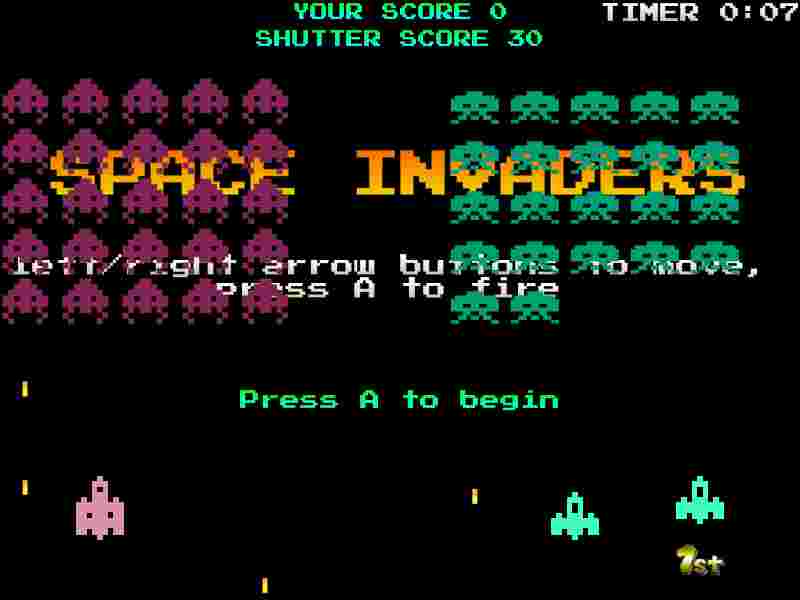 YOUR SCORE 0
TIMER 0:07
SHUTTER SCORE 30
SPACE INVADERS
left/right arrow buttons to move,
press A to fire
Press A to begin
1st